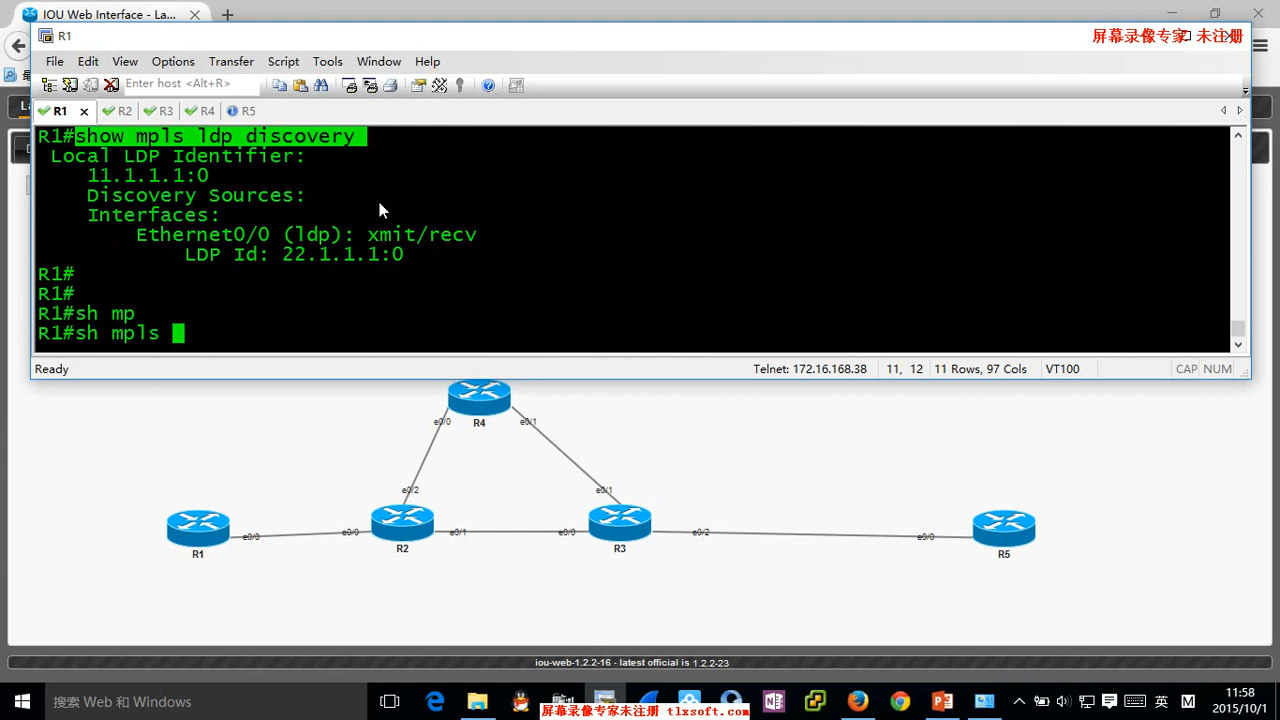 IOU Web Interface - La...
R1
屏幕录像专家 未注册
File Edit View Options Transfer Script Tools Window Help
Enter host <Alt+R>
R1 R2 R3 R4 R5
R1#show mpls ldp discovery
Local LDP Identifier:
11.1.1.1:0
Discovery Sources:
Interfaces:
Ethernet0/0 (ldp): xmit/recv
LDP Id: 22.1.1.1:0
R1#
R1#
R1#sh mp
R1#sh mpls
Ready Telnet: 172.16.168.38 11, 12 11 Rows, 97 Cols VT100 CAP NUM
R4
e0/0 e0/1
e0/2 e0/1
e0/0 e0/0 e0/1 e0/0 e0/2 e0/0
R1 R2 R3 R5
iou-web-1.2.2-16 - latest official is 1.2.2-23
搜索 Web 和 Windows
英
M
11:58
2015/10/1
屏幕录像专家未注册 tlxsoft.com